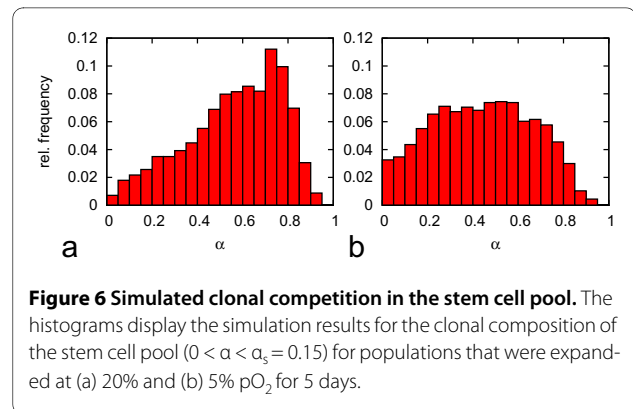 0.12
0.1
0.08
0.06
0.04
0.02
0
rel. frequency
0 0.2 0.4 0.6 0.8 1
α
a
0.12
0.1
0.08
0.06
0.04
0.02
0
0 0.2 0.4 0.6 0.8 1
α
b
Figure 6 Simulated clonal competition in the stem cell pool. The
histograms display the simulation results for the clonal composition of
the stem cell pool (0 < α < αₛ = 0.15) for populations that were expand-
ed at (a) 20% and (b) 5% pO₂ for 5 days.